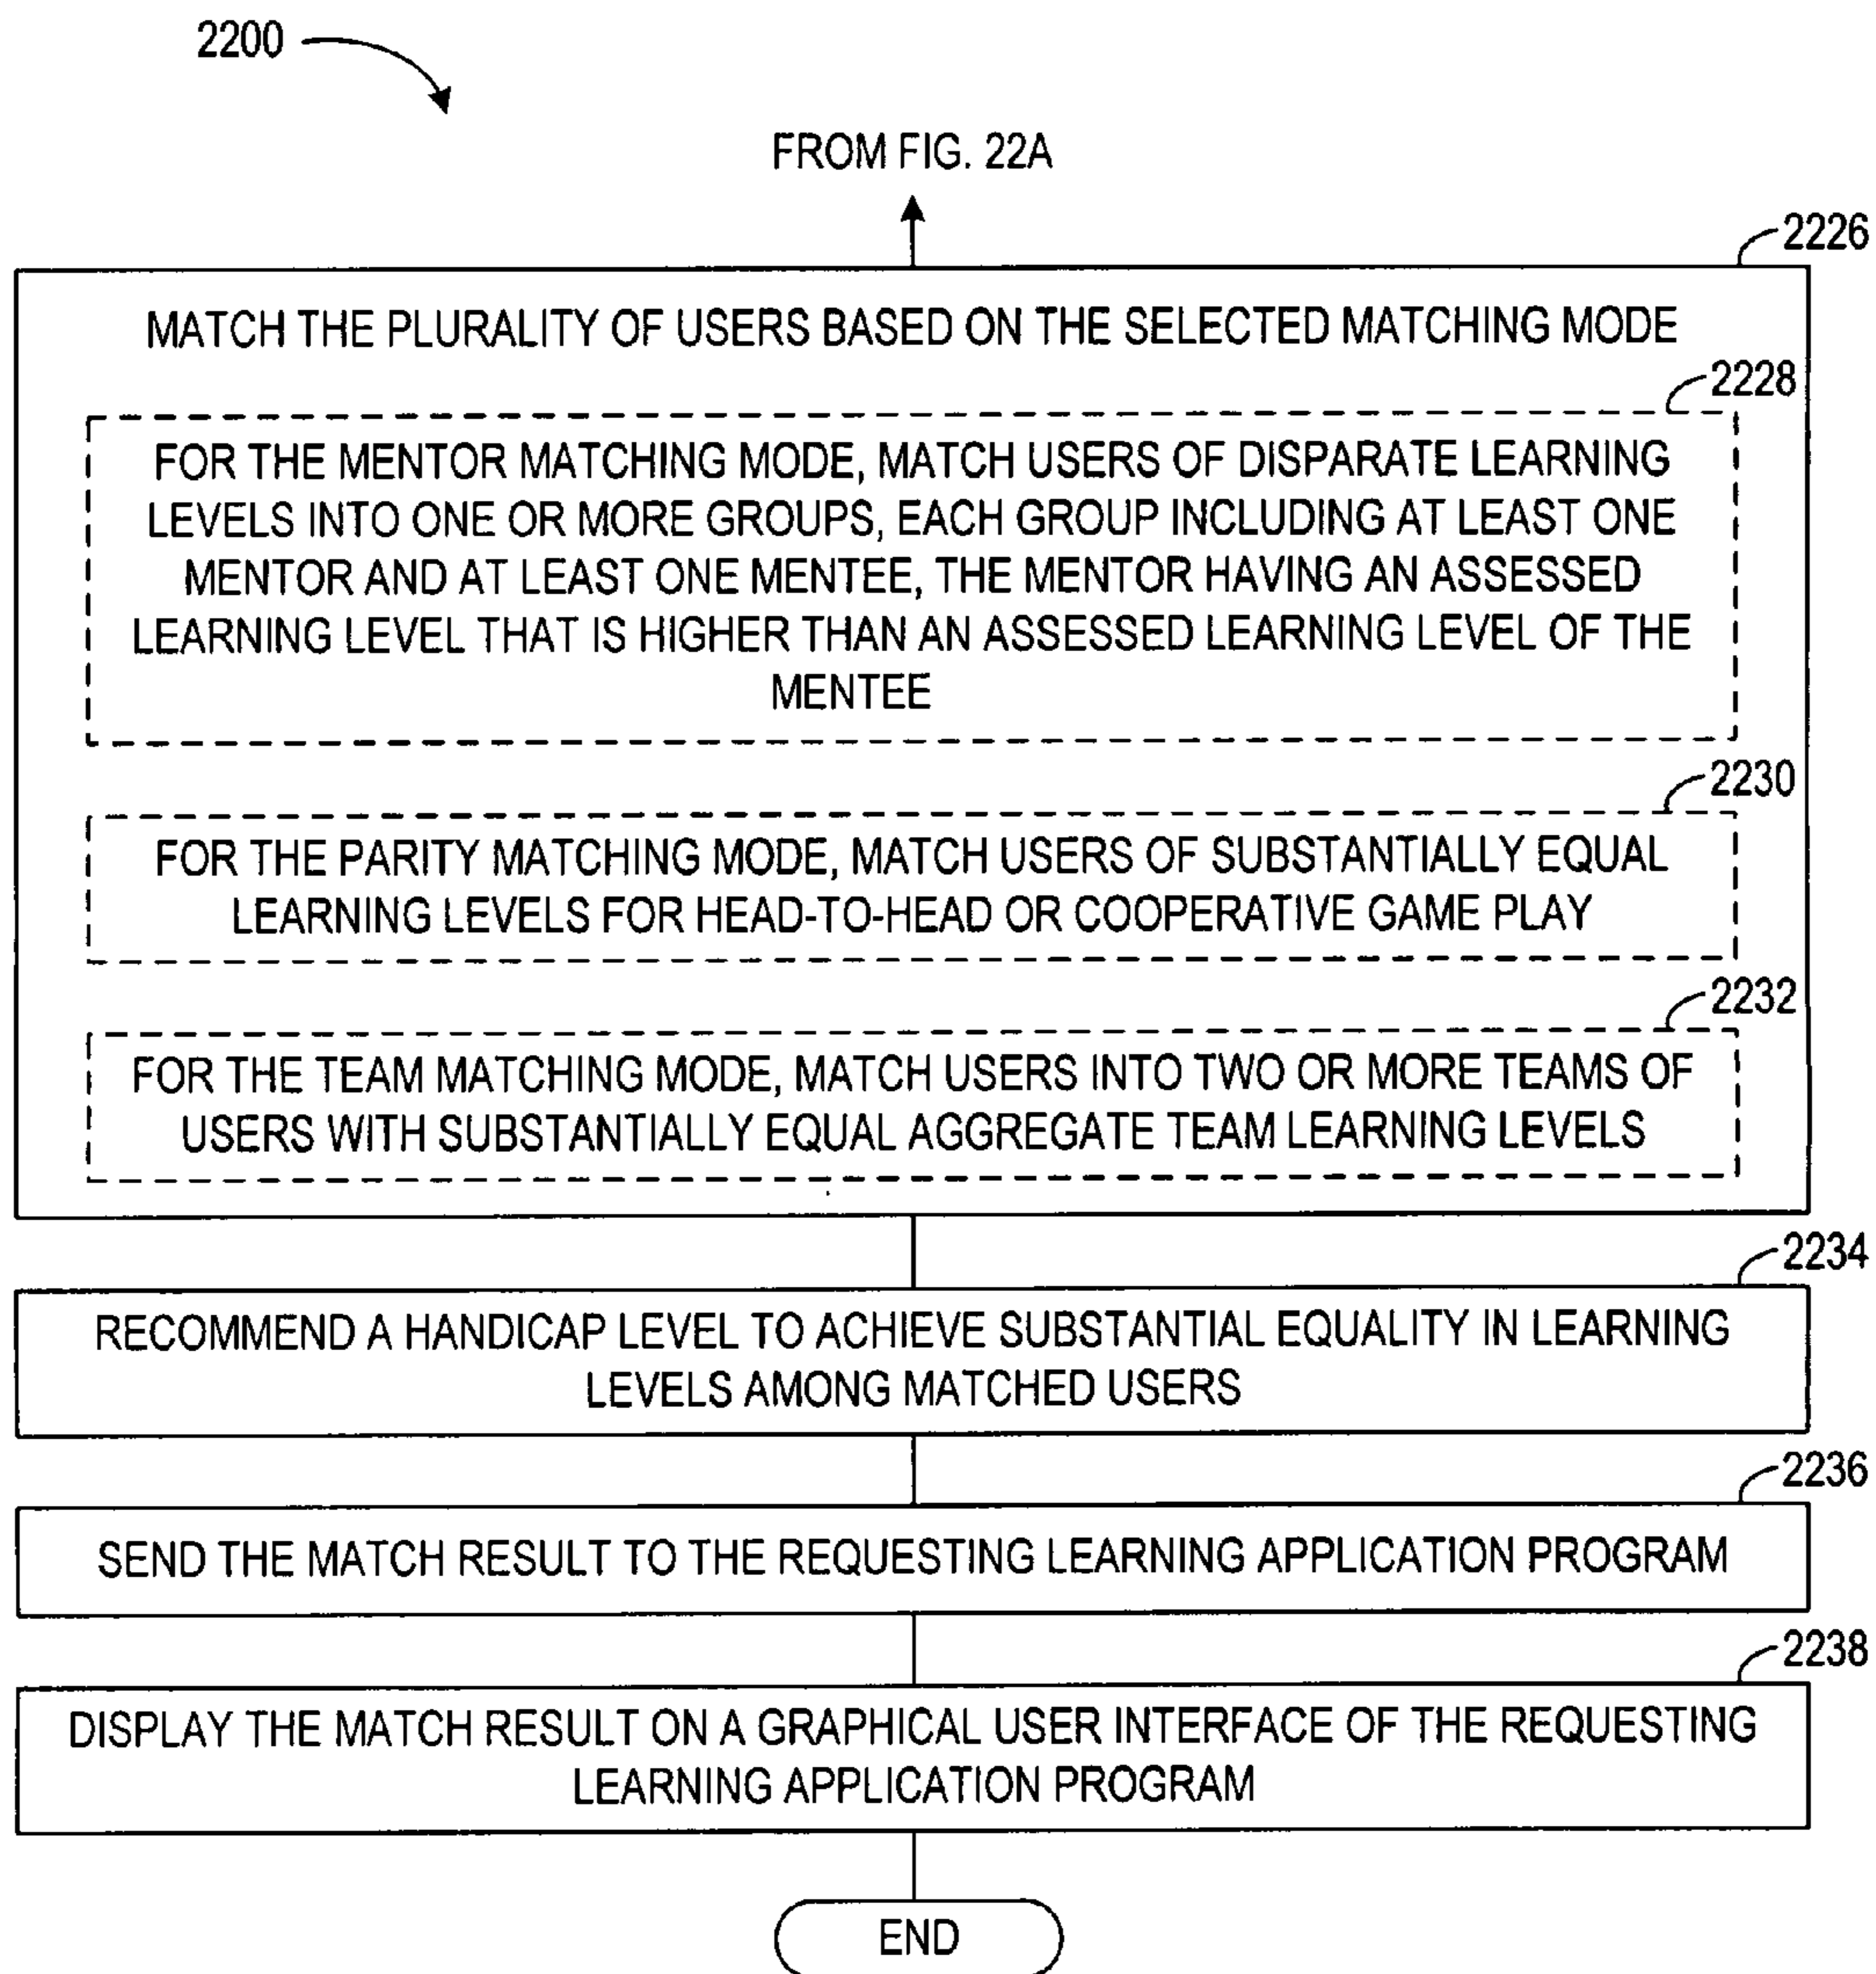 2200
FROM FIG. 22A
2226
MATCH THE PLURALITY OF USERS BASED ON THE SELECTED MATCHING MODE
2228
FOR THE MENTOR MATCHING MODE, MATCH USERS OF DISPARATE LEARNING
LEVELS INTO ONE OR MORE GROUPS, EACH GROUP INCLUDING AT LEAST ONE
MENTOR AND AT LEAST ONE MENTEE, THE MENTOR HAVING AN ASSESSED
LEARNING LEVEL THAT IS HIGHER THAN AN ASSESSED LEARNING LEVEL OF THE
MENTEE
2230
FOR THE PARITY MATCHING MODE, MATCH USERS OF SUBSTANTIALLY EQUAL
LEARNING LEVELS FOR HEAD-TO-HEAD OR COOPERATIVE GAME PLAY
2232
FOR THE TEAM MATCHING MODE, MATCH USERS INTO TWO OR MORE TEAMS OF
USERS WITH SUBSTANTIALLY EQUAL AGGREGATE TEAM LEARNING LEVELS
2234
RECOMMEND A HANDICAP LEVEL TO ACHIEVE SUBSTANTIAL EQUALITY IN LEARNING
LEVELS AMONG MATCHED USERS
2236
SEND THE MATCH RESULT TO THE REQUESTING LEARNING APPLICATION PROGRAM
2238
DISPLAY THE MATCH RESULT ON A GRAPHICAL USER INTERFACE OF THE REQUESTING
LEARNING APPLICATION PROGRAM
END